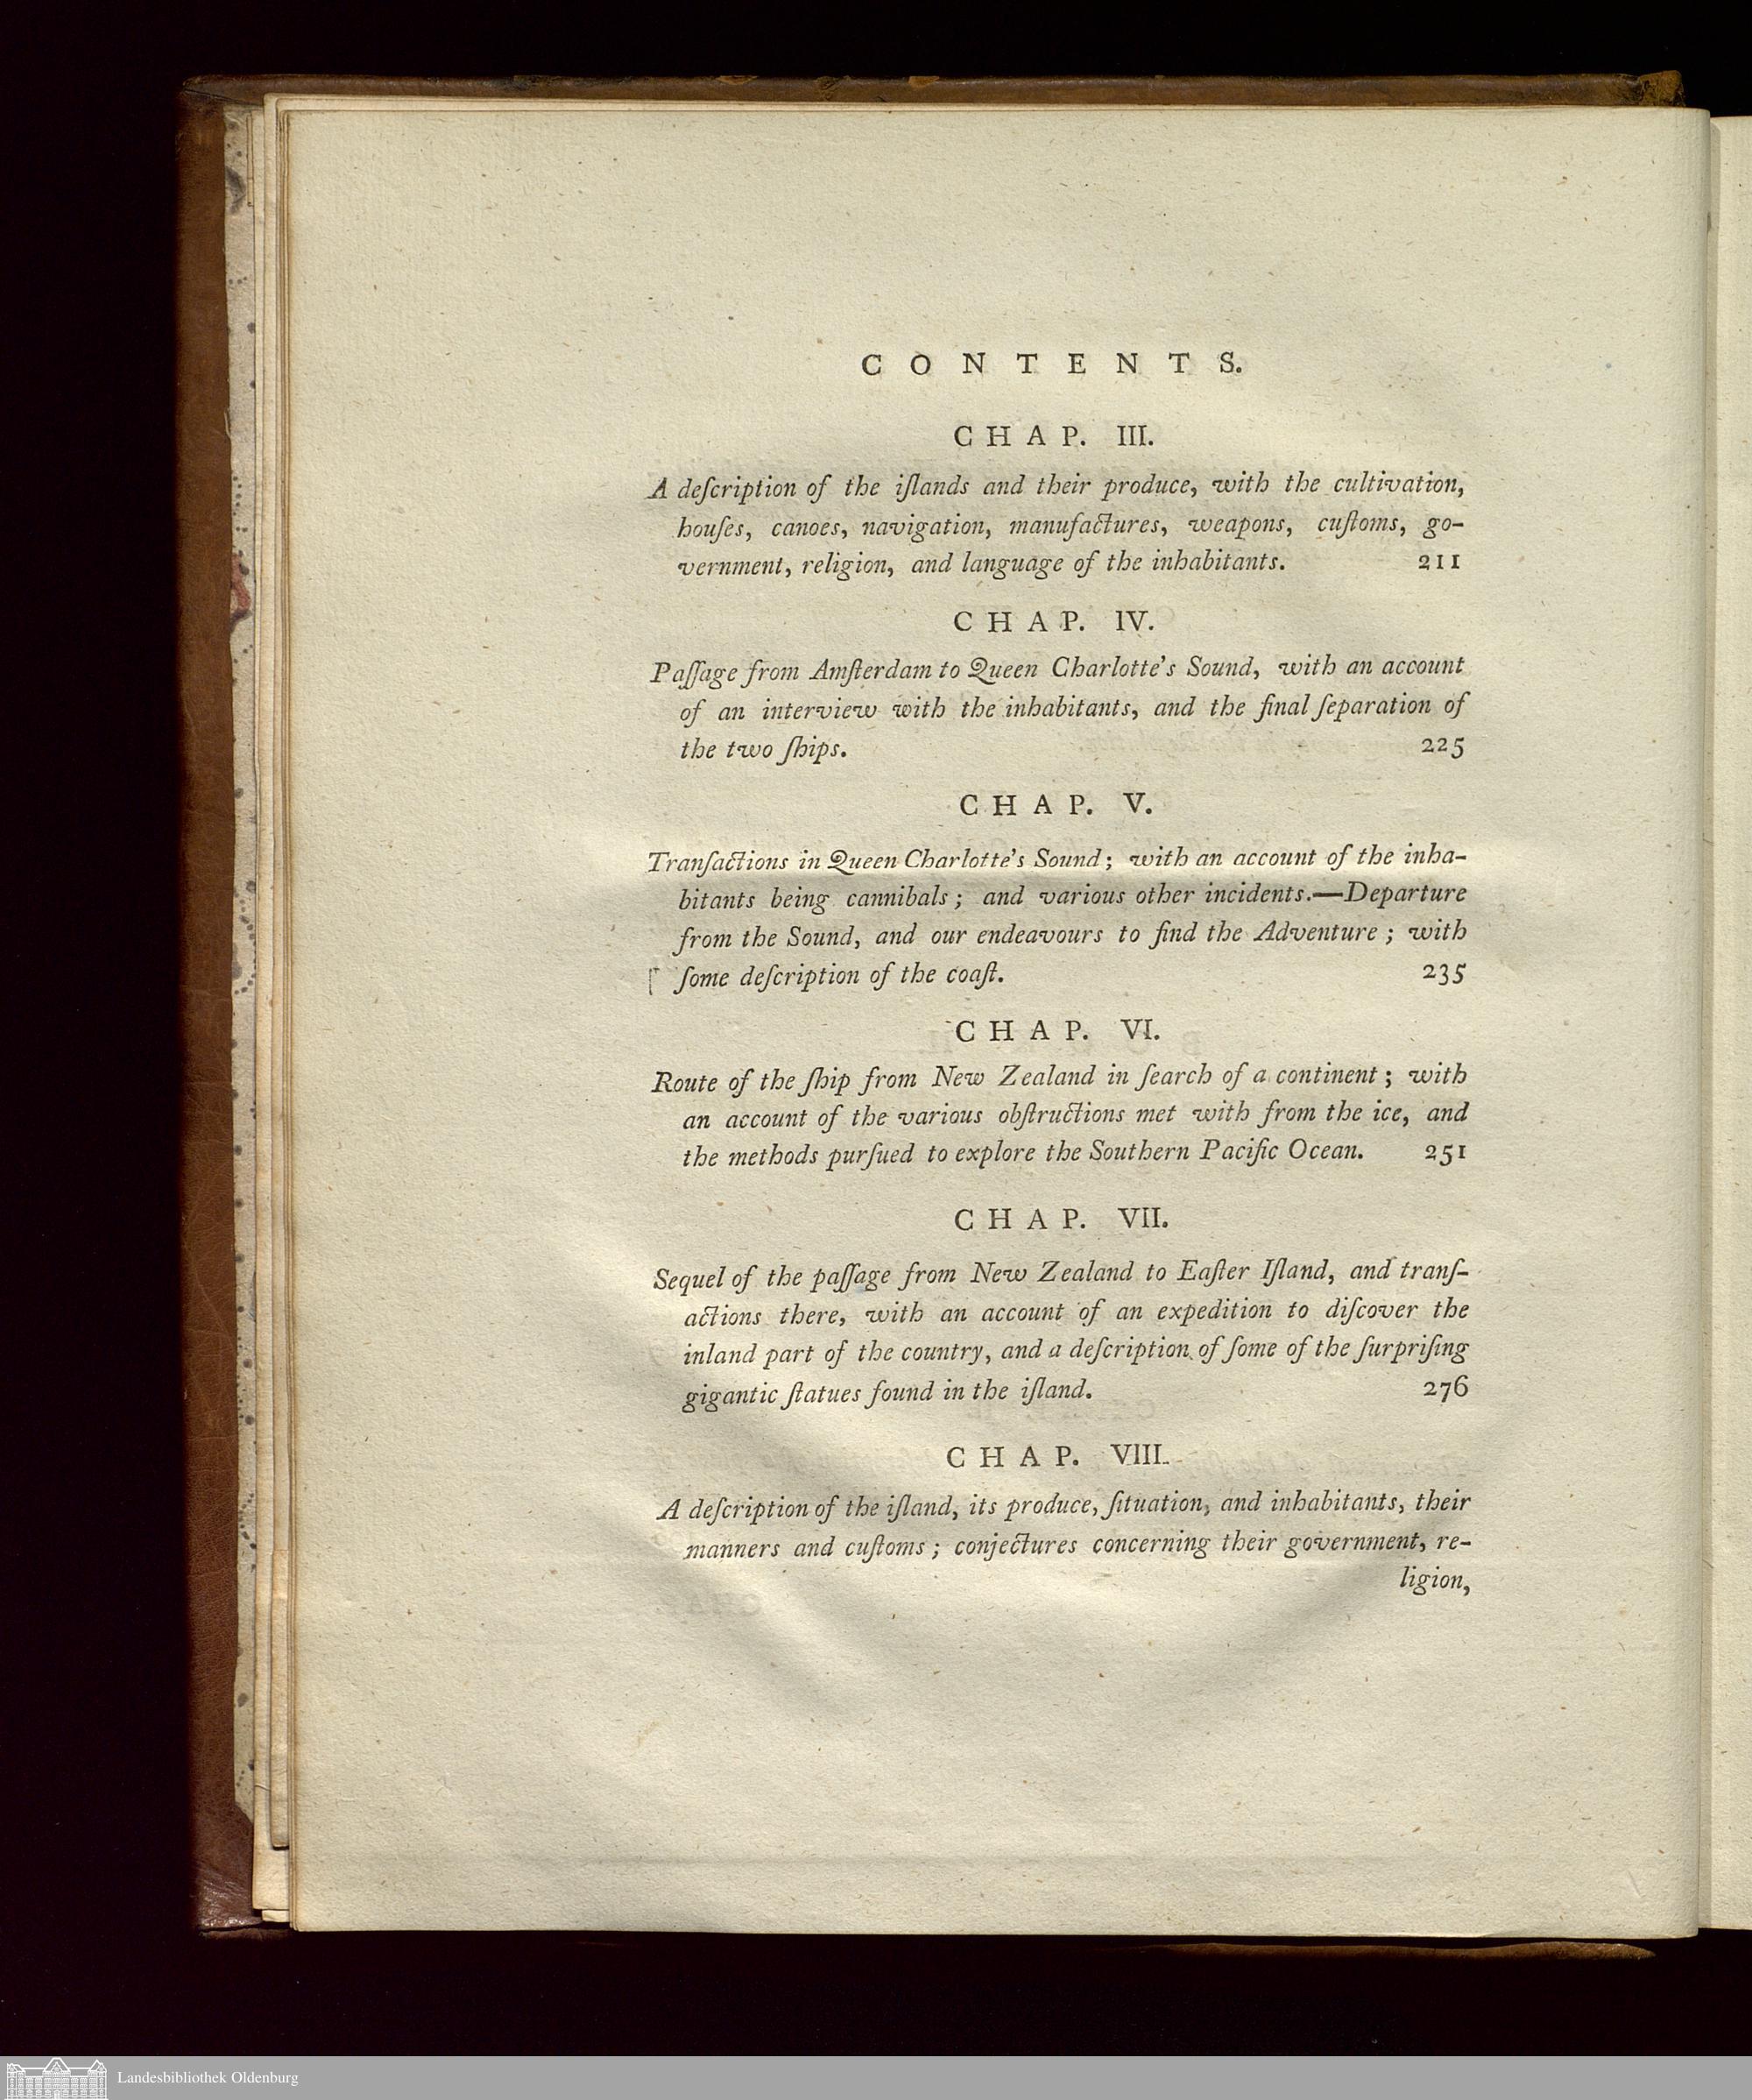 CONTENTS.
CHAP. III.
A deſcription of the iſlands and their produce, with the cultivation,
houſes, canoes, navigation, manufactures, weapons, cuſtoms, go-
vernment, religion, and language of the inhabitants. 211
CHAP. IV.
Paſſage from Amſterdam to Queen Charlotte's Sound, with an account
of an interview with the inhabitants, and the final ſeparation of
the two ſhips. 225
CHAP. V.
Tranſactions in Queen Charlotte's Sound; with an account of the inha-
bitants being cannibals; and various other incidents.—Departure
from the Sound, and our endeavours to find the Adventure; with
ſome deſcription of the coaſt. 235
CHAP. VI.
Route of the ſhip from New Zealand in ſearch of a continent; with
an account of the various obſtructions met with from the ice, and
the methods purſued to explore the Southern Pacific Ocean. 251
CHAP. VII.
Sequel of the paſſage from New Zealand to Eaſter Iſland, and tranſ-
actions there, with an account of an expedition to diſcover the
inland part of the country, and a deſcription of ſome of the ſurpriſing
gigantic ſtatues found in the iſland. 276
CHAP. VIII.
A deſcription of the iſland, its produce, ſituation, and inhabitants, their
manners and cuſtoms; conjectures concerning their government, re-
ligion,
Landesbibliothek Oldenburg